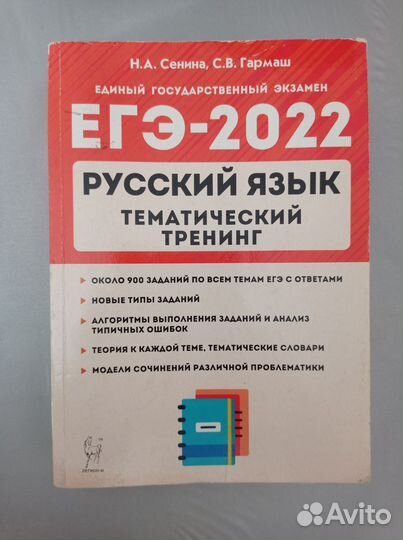 Н.А. Сенина, С.В. Гармаш
ЕДИНЫЙ ГОСУДАРСТВЕННЫЙ ЭКЗАМЕН
ЕГЭ-2022
РУССКИЙ ЯЗЫК
ТЕМАТИЧЕСКИЙ
ТРЕНИНГ
ОКОЛО 900 ЗАДАНИЙ ПО ВСЕМ ТЕМАМ ЕГЭ С ОТВЕТАМИ
НОВЫЕ ТИПЫ ЗАДАНИЙ
АЛГОРИТМЫ ВЫПОЛНЕНИЯ ЗАДАНИЙ И АНАЛИЗ
ТИПИЧНЫХ ОШИБОК
ТЕОРИЯ К КАЖДОЙ ТЕМЕ, ТЕМАТИЧЕСКИЕ СЛОВАРИ
МОДЕЛИ СОЧИНЕНИЙ РАЗЛИЧНОЙ ПРОБЛЕМАТИКИ
ЛЕГИОН-М
Avito